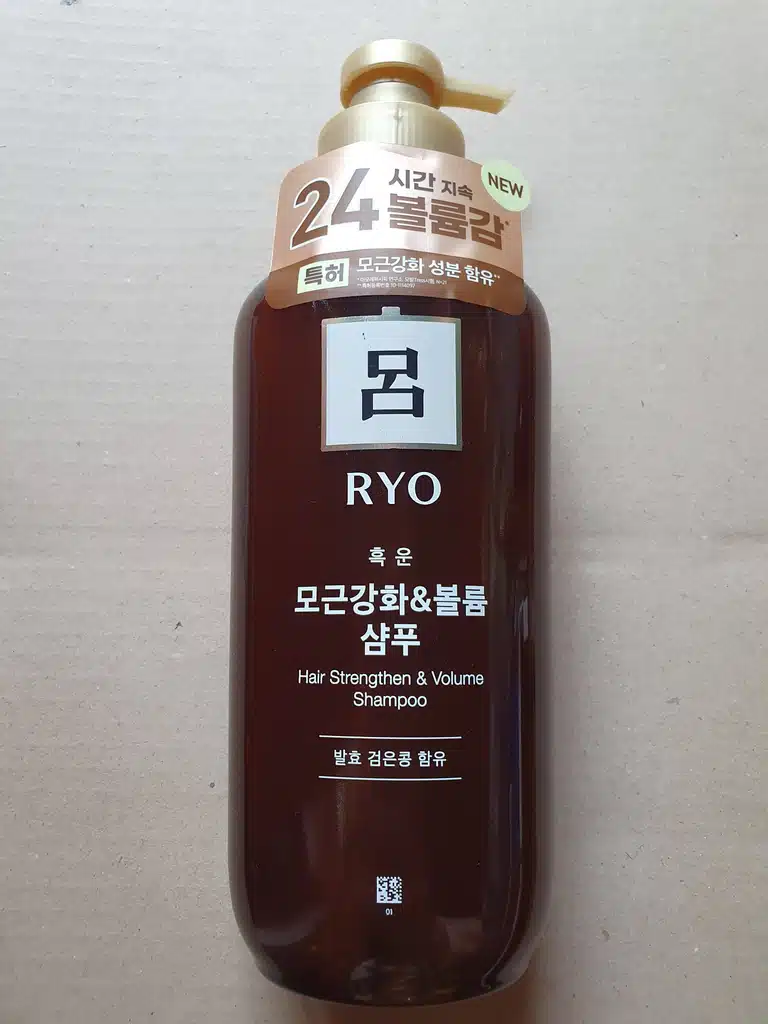 24 시간 지속
볼륨감*
NEW
특허 모근강화 성분 함유**
呂
RYO
흑운
모근강화&볼륨
샴푸
Hair Strengthen & Volume
Shampoo
발효 검은콩 함유
01